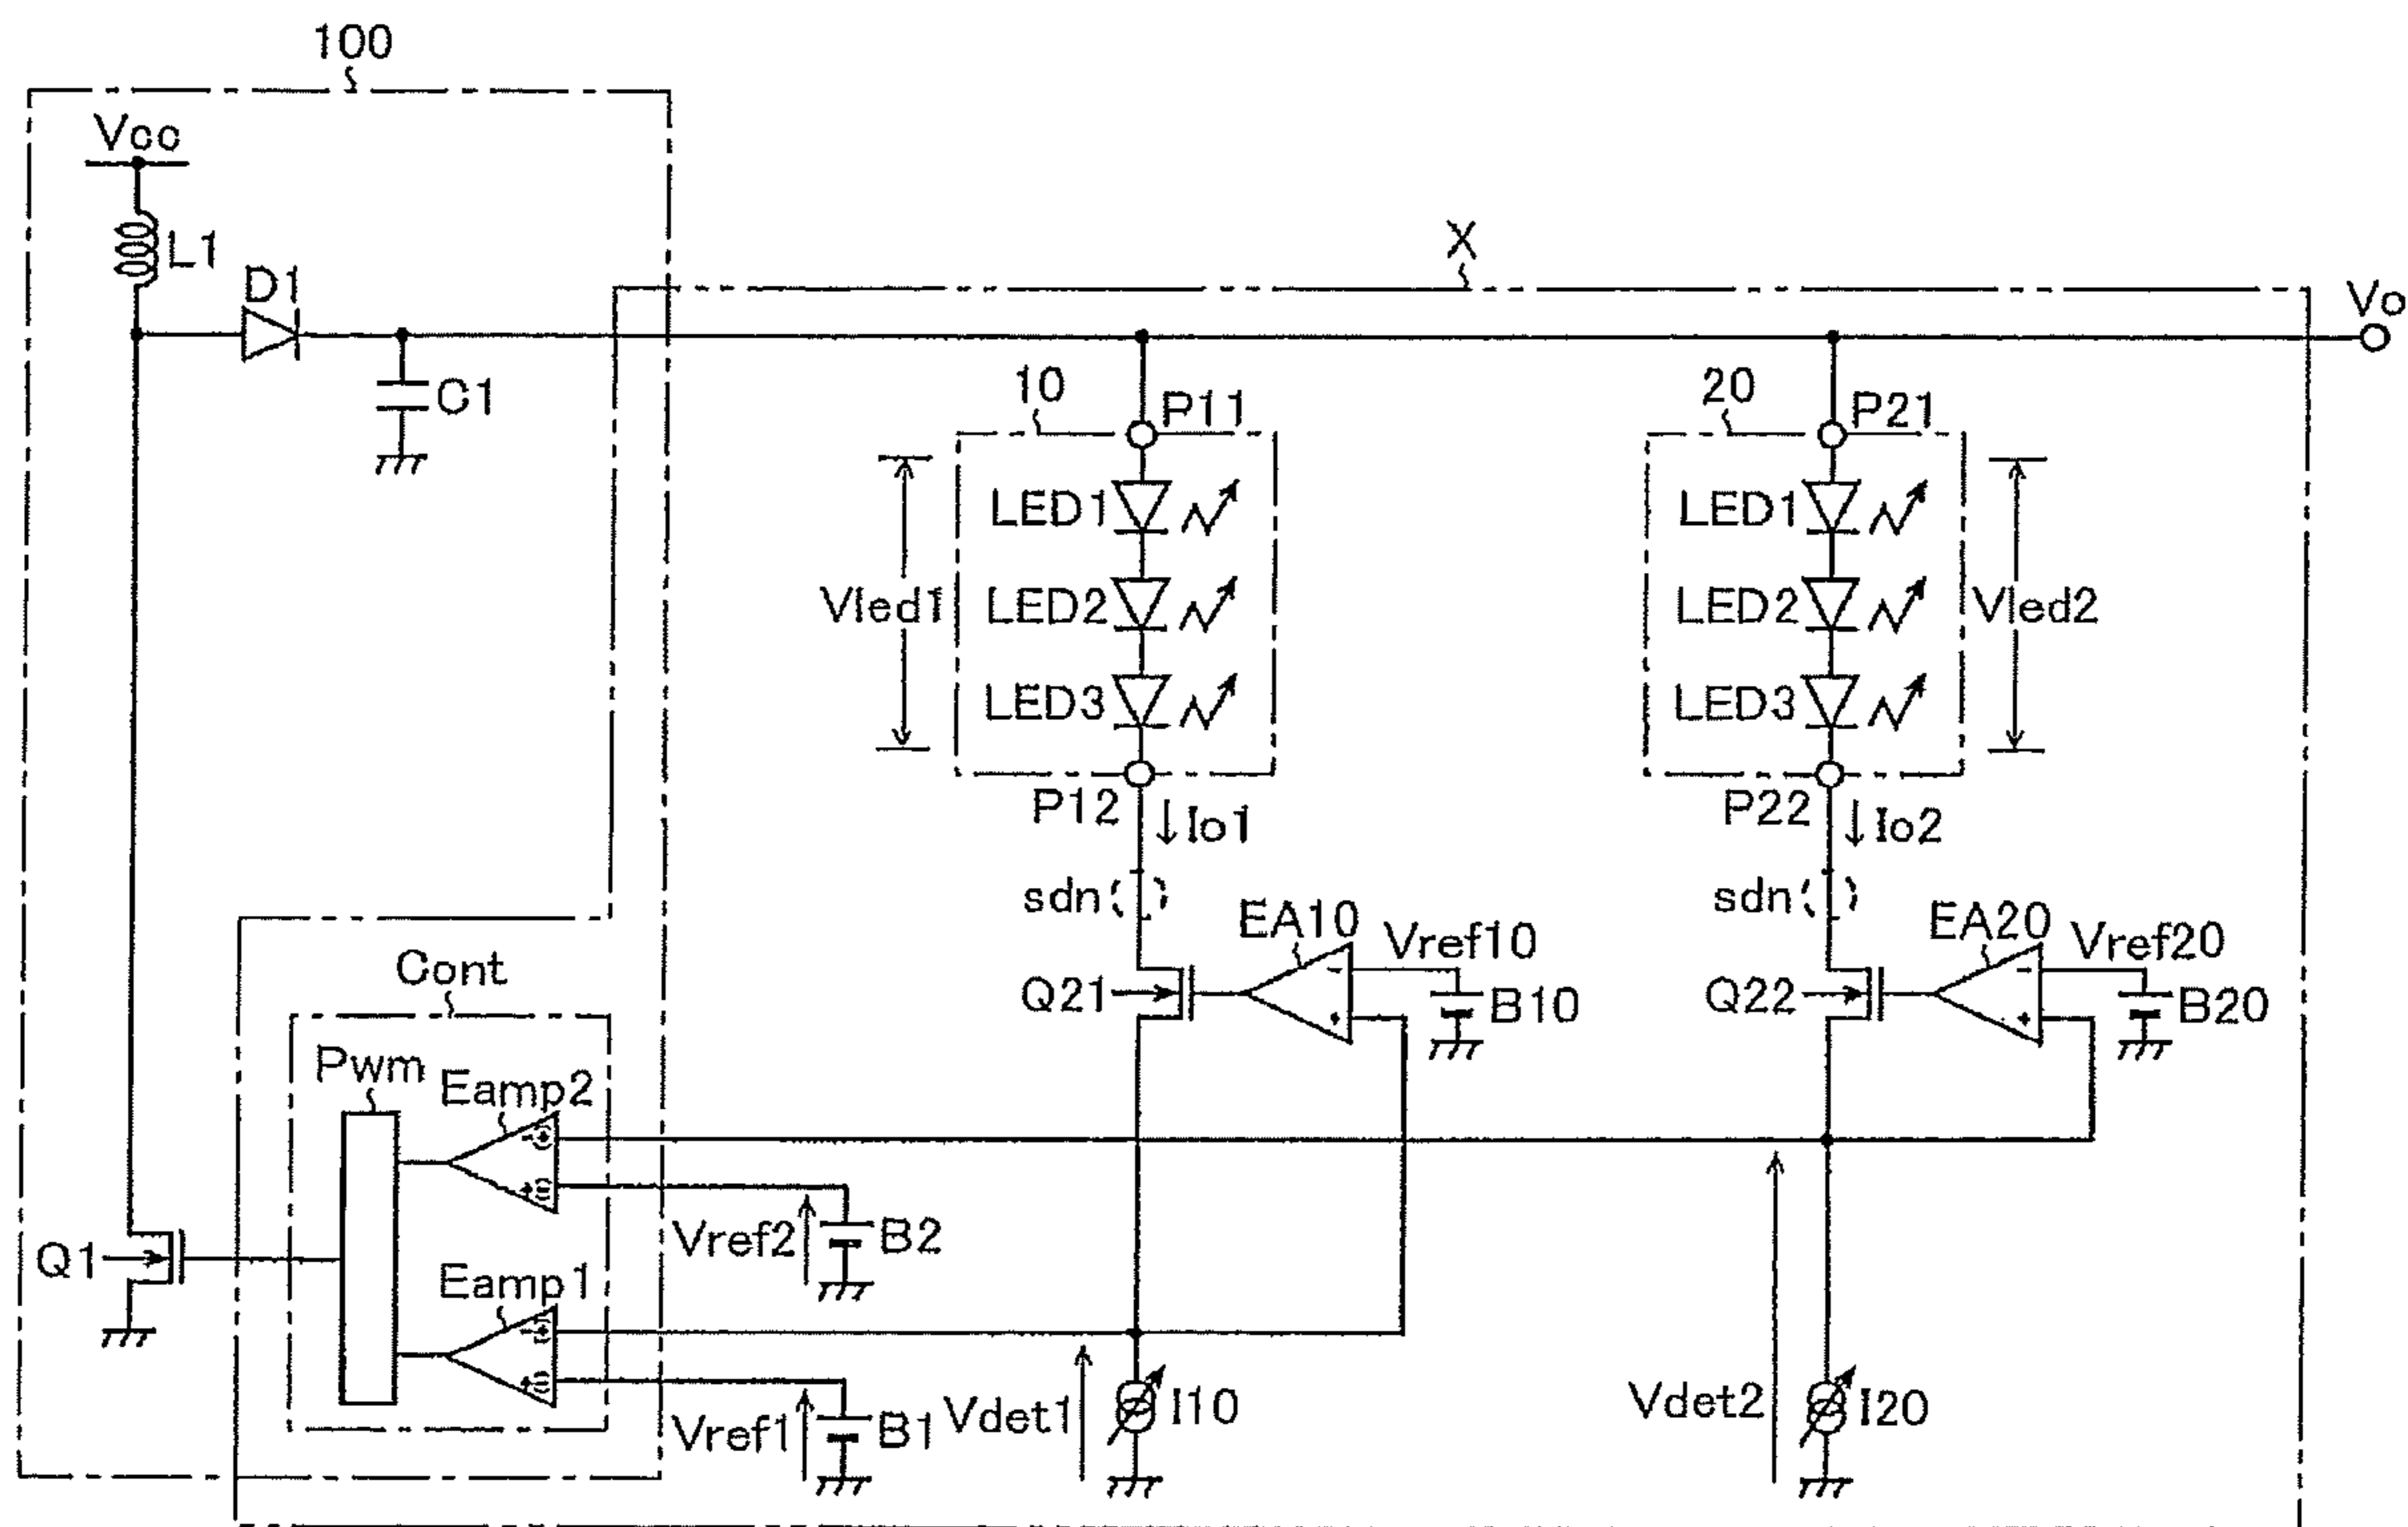 100
Vcc
L1
D1
X
Vo
C1
10
P11
20
P21
LED1
LED1
Vled1
LED2
LED2
Vled2
LED3
LED3
P12
Io1
P22
Io2
sdn
sdn
EA10
Vref10
EA20
Vref20
Cont
Q21
-
+
B10
Q22
-
+
B20
Pwm
Eamp2
-(+)
+(-)
Vref2
B2
Q1
Eamp1
-(+)
+(-)
Vref1
B1
Vdet1
I10
Vdet2
I20